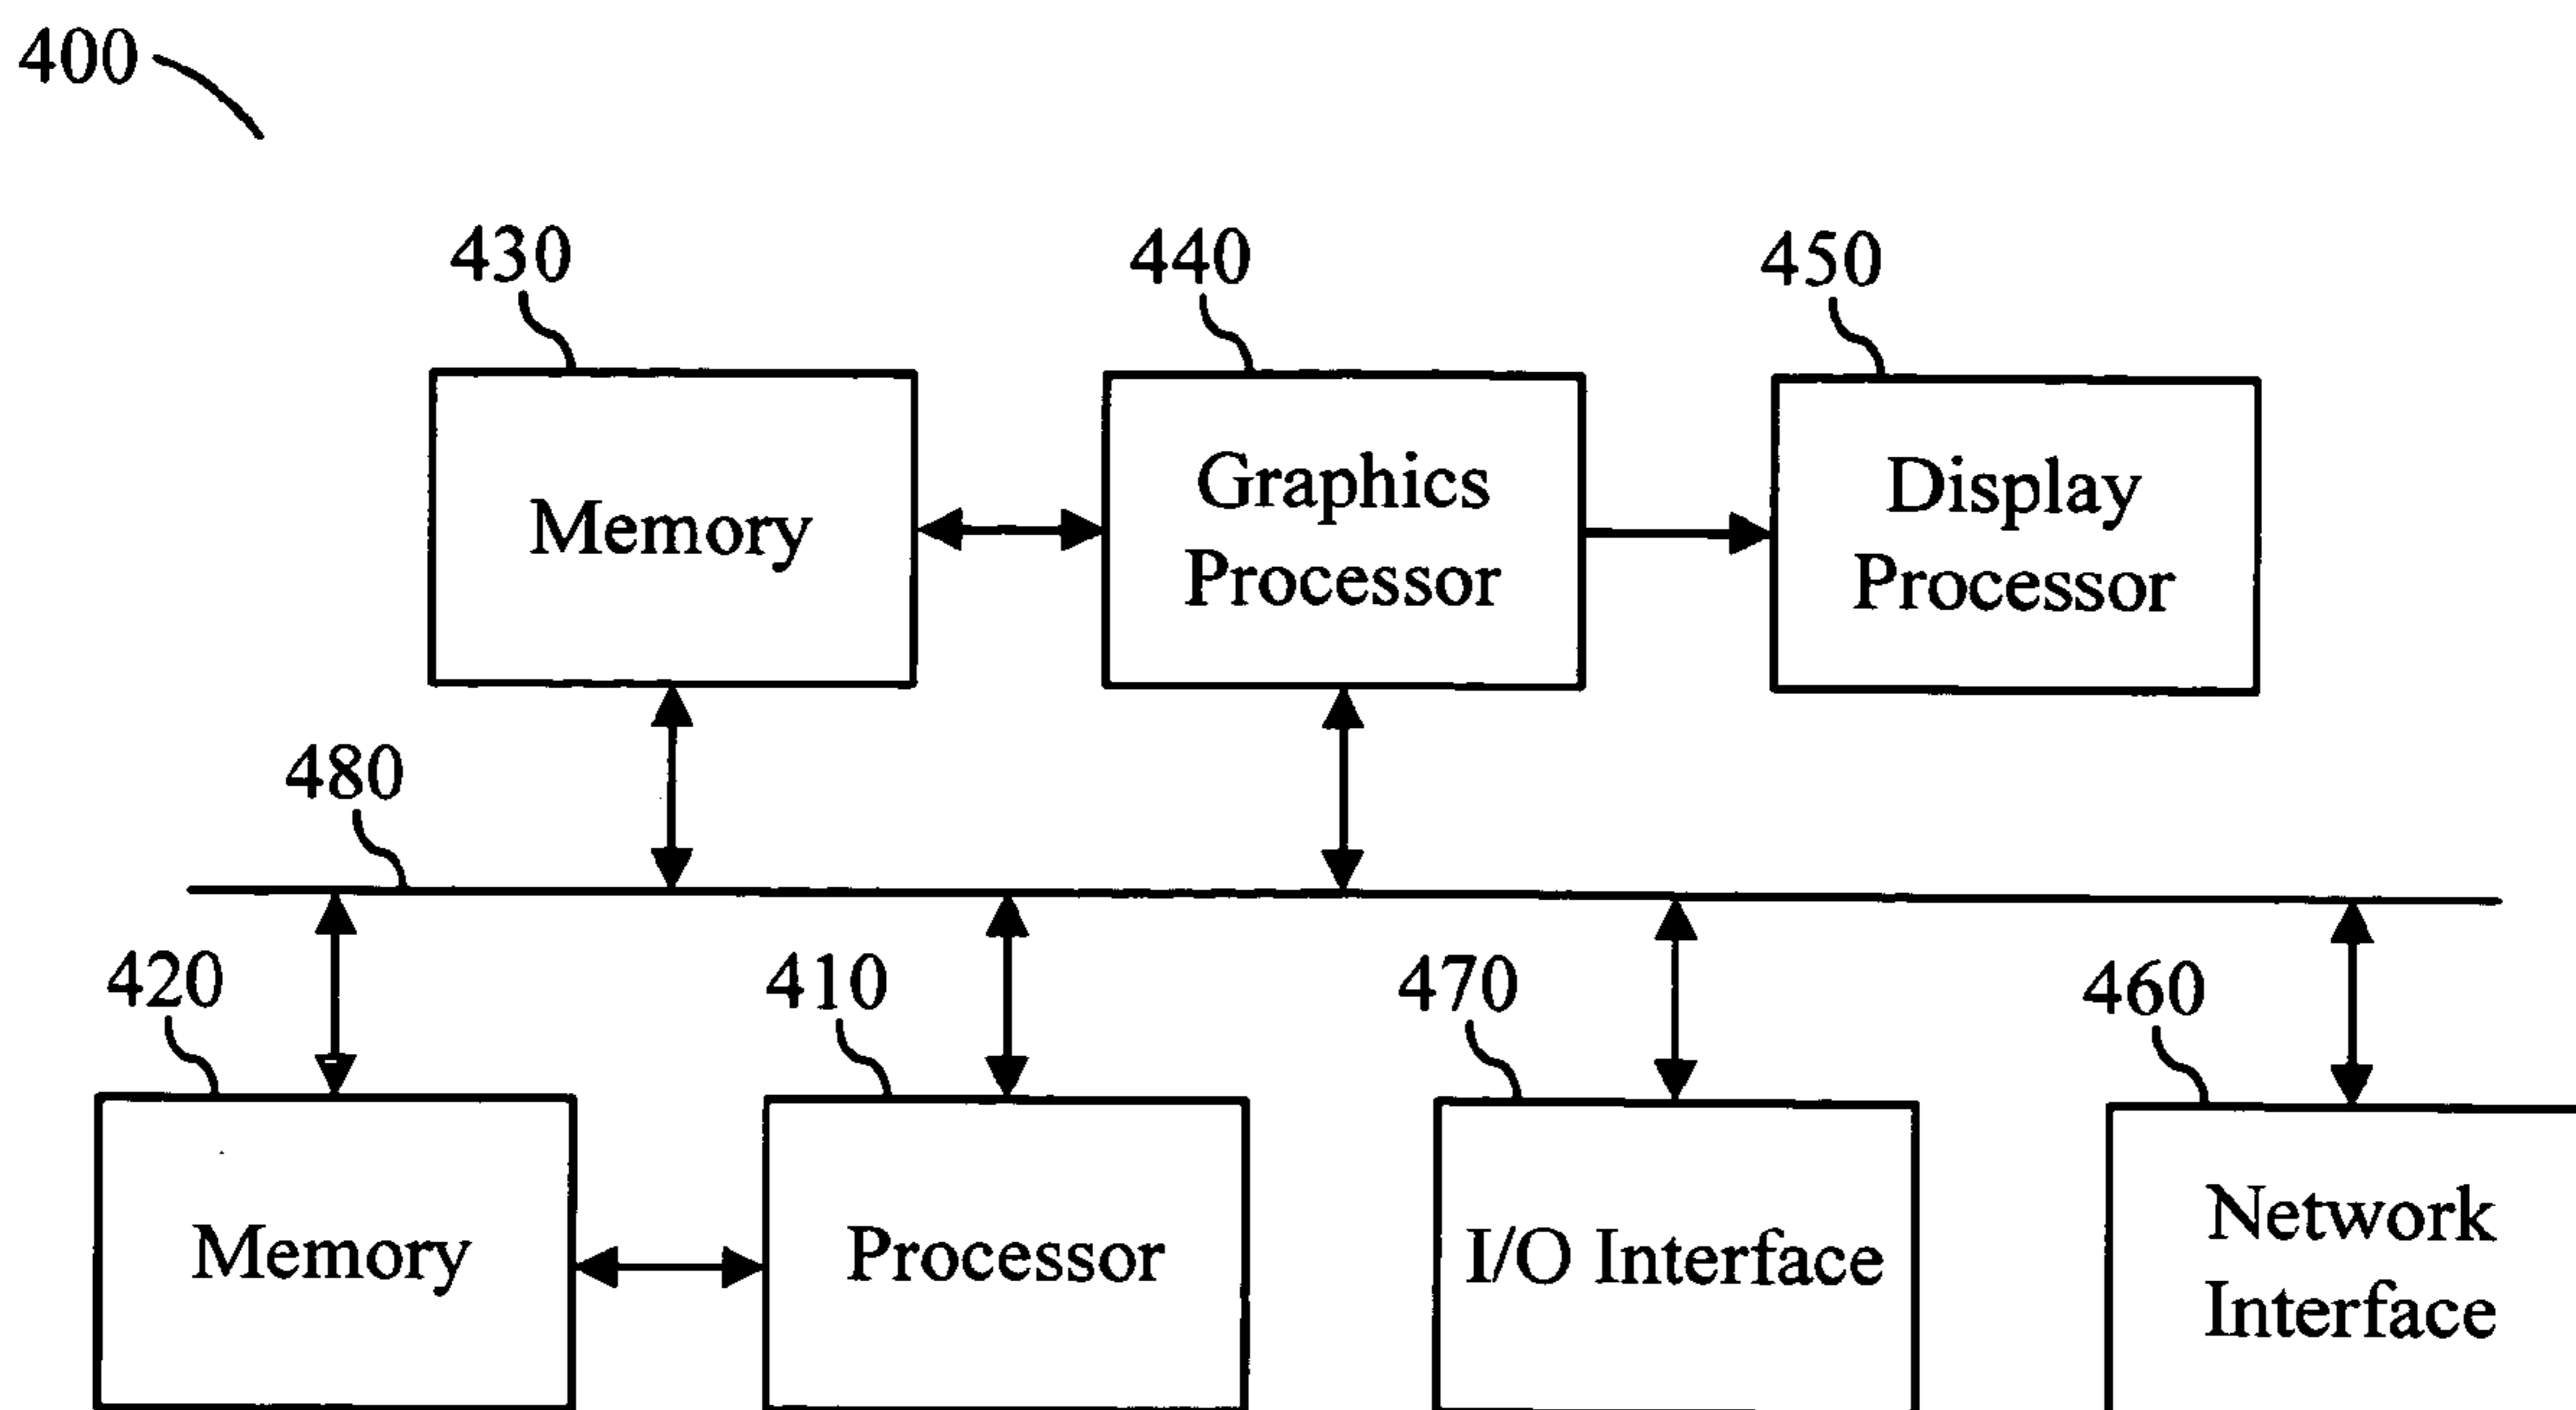 400
430
440
450
Memory
Graphics
Processor
Display
Processor
480
420
410
470
460
Memory
Processor
I/O Interface
Network
Interface